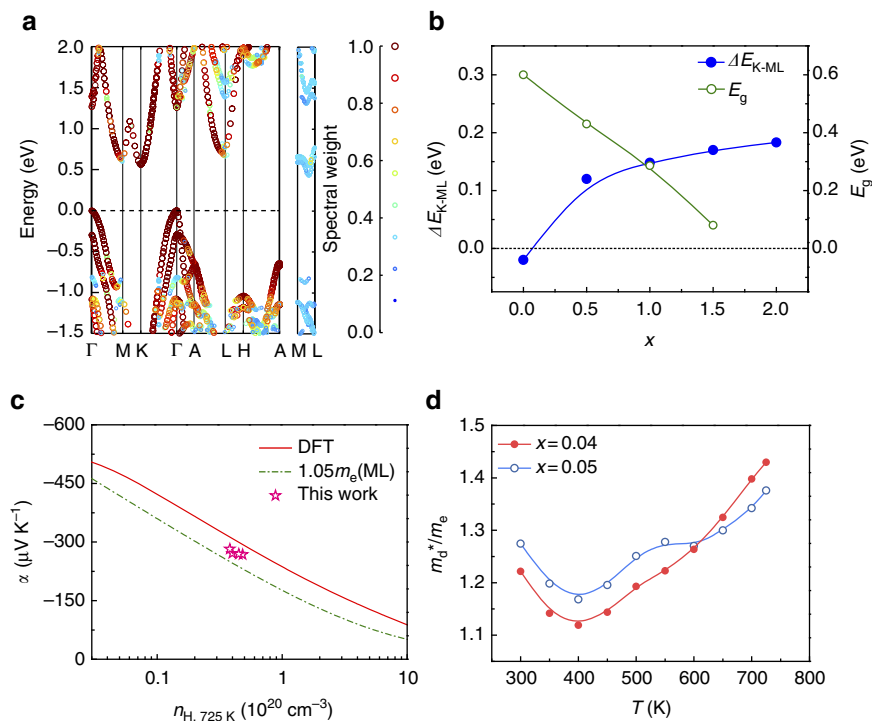 a
2.0
1.5
1.0
0.5
0.0
−0.5
−1.0
−1.5
Energy (eV)
Γ M K Γ A L H A M L
Spectral weight
1.0
0.8
0.6
0.4
0.2
0.0
b
ΔE_K-ML
E_g
0.3
0.2
0.1
0.0
ΔE_K-ML (eV)
0.6
0.4
0.2
0.0
E_g (eV)
0.0 0.5 1.0 1.5 2.0
x
c
−600
−450
−300
−150
0
α (μV K⁻¹)
DFT
1.05m_e(ML)
This work
0.1 1 10
n_H, 725 K (10²⁰ cm⁻³)
d
1.5
1.4
1.3
1.2
1.1
m_d*/m_e
x = 0.04
x = 0.05
300 400 500 600 700 800
T (K)